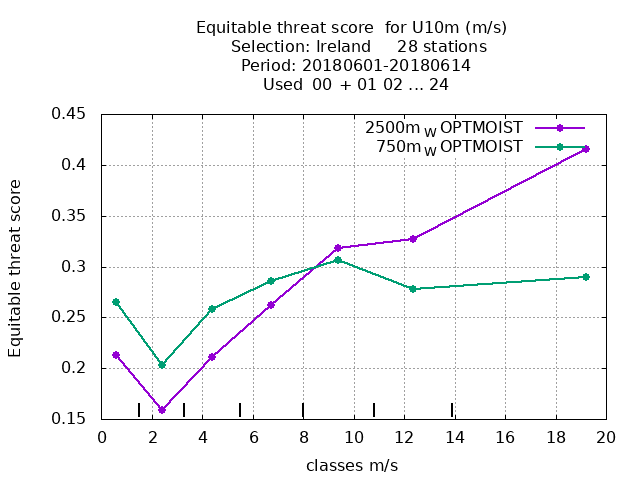 Equitable threat score for U10m (m/s)
Selection: Ireland 28 stations
Period: 20180601-20180614
Used 00 + 01 02 ... 24
2500m W OPTMOIST
750m W OPTMOIST
Equitable threat score
0.45
0.4
0.35
0.3
0.25
0.2
0.15
0 2 4 6 8 10 12 14 16 18 20
classes m/s